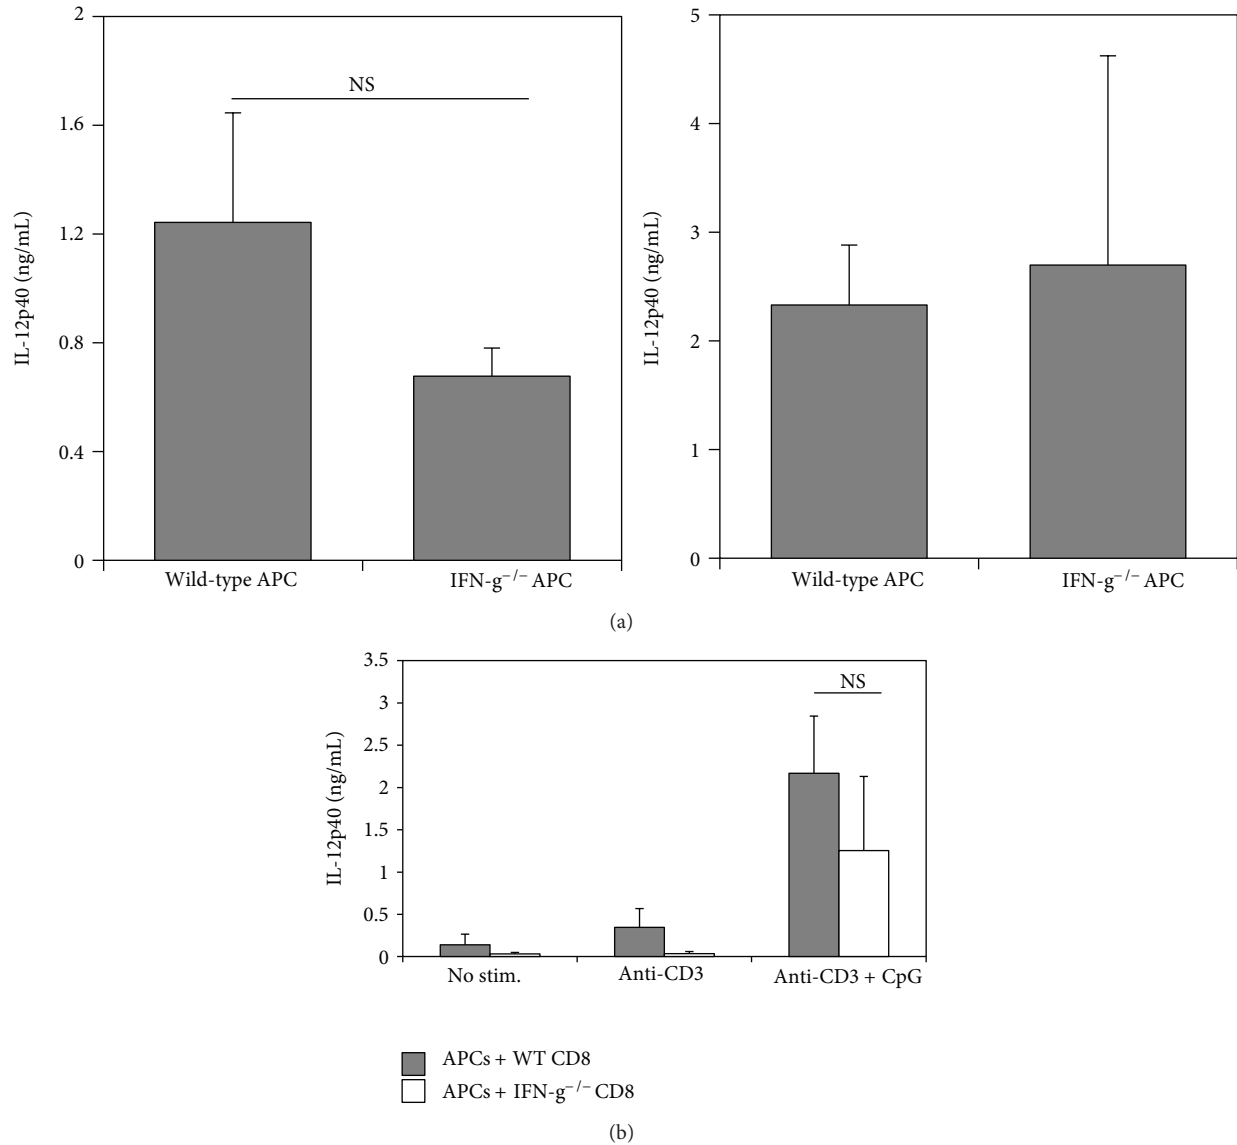 2
1.6
1.2
0.8
0.4
0
IL-12p40 (ng/mL)
NS
Wild-type APC
IFN-g⁻/⁻ APC
5
4
3
2
1
0
IL-12p40 (ng/mL)
Wild-type APC
IFN-g⁻/⁻ APC
(a)
3.5
3
2.5
2
1.5
1
0.5
0
IL-12p40 (ng/mL)
NS
No stim.
Anti-CD3
Anti-CD3 + CpG
APCs + WT CD8
APCs + IFN-g⁻/⁻ CD8
(b)